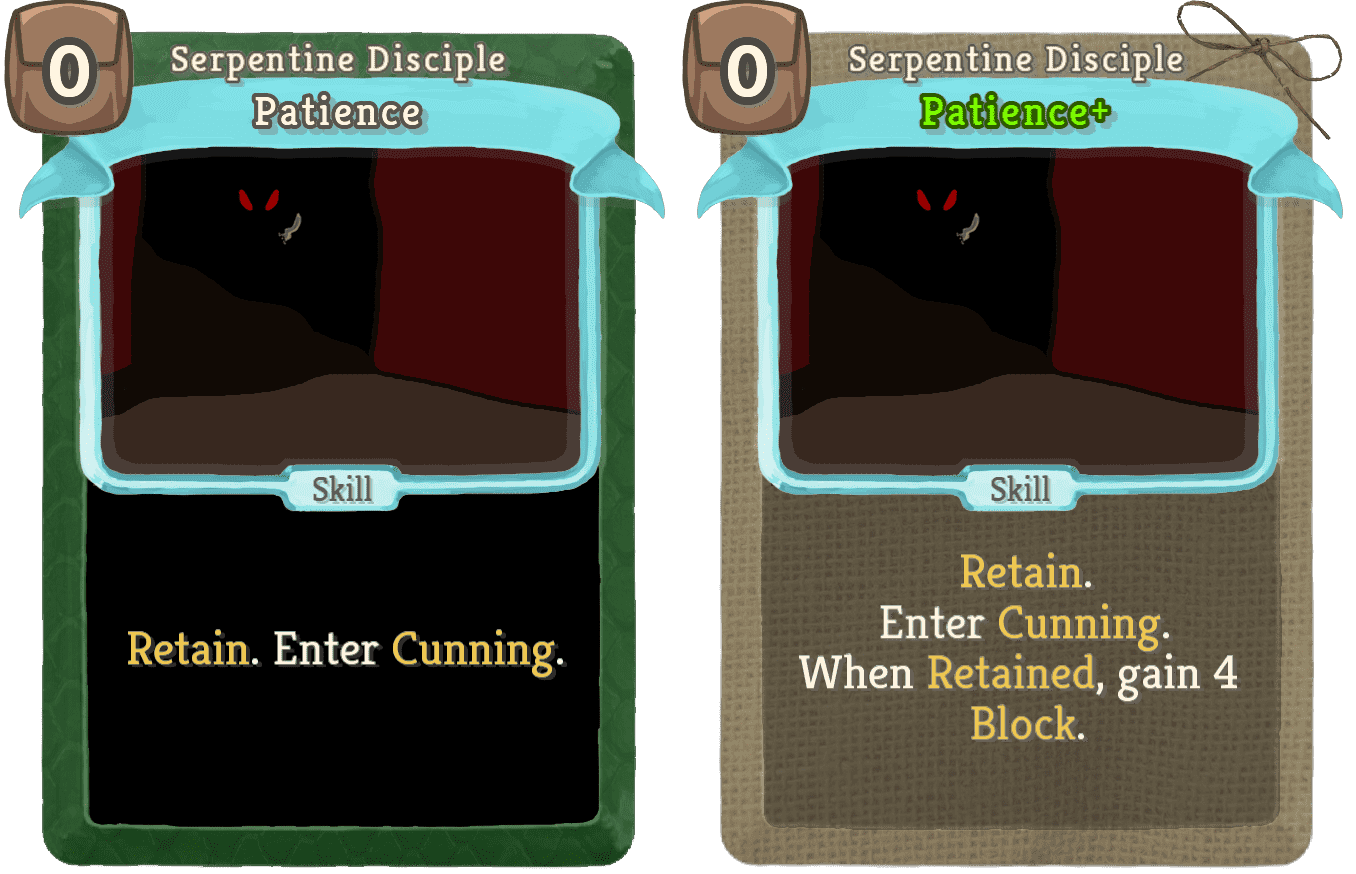 0
Serpentine Disciple
Patience
Skill
Retain. Enter Cunning.
0
Serpentine Disciple
Patience+
Skill
Retain.
Enter Cunning.
When Retained, gain 4
Block.